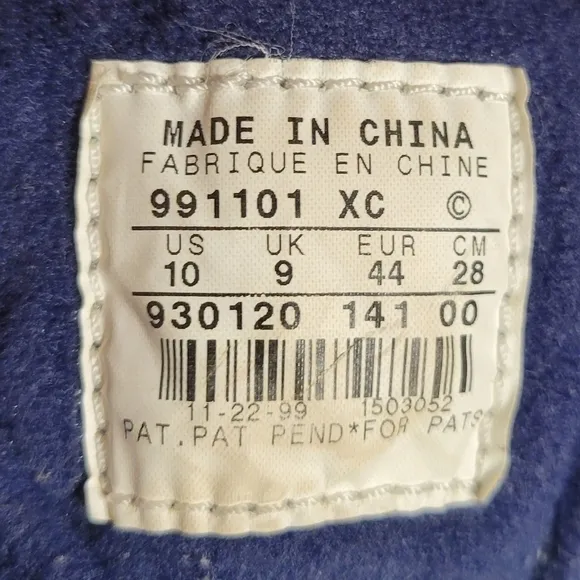 MADE IN CHINA
FABRIQUE EN CHINE
991101 XC ©
US UK EUR CM
10 9 44 28
930120 141 00
11-22-99 1503052
PAT.PAT PEND*FOR PATS